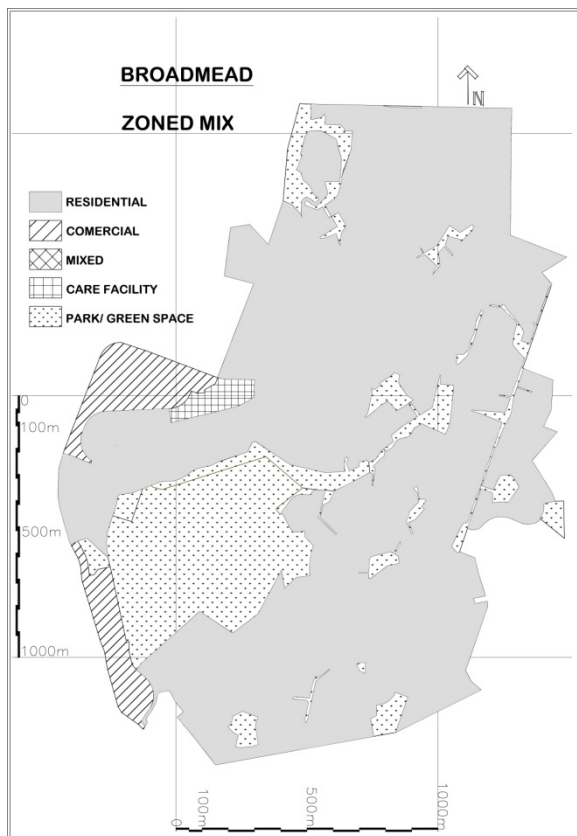 BROADMEAD
ZONED MIX
N
RESIDENTIAL
COMERCIAL
MIXED
CARE FACILITY
PARK/ GREEN SPACE
0
100m
500m
1000m
0
100m
500m
1000m